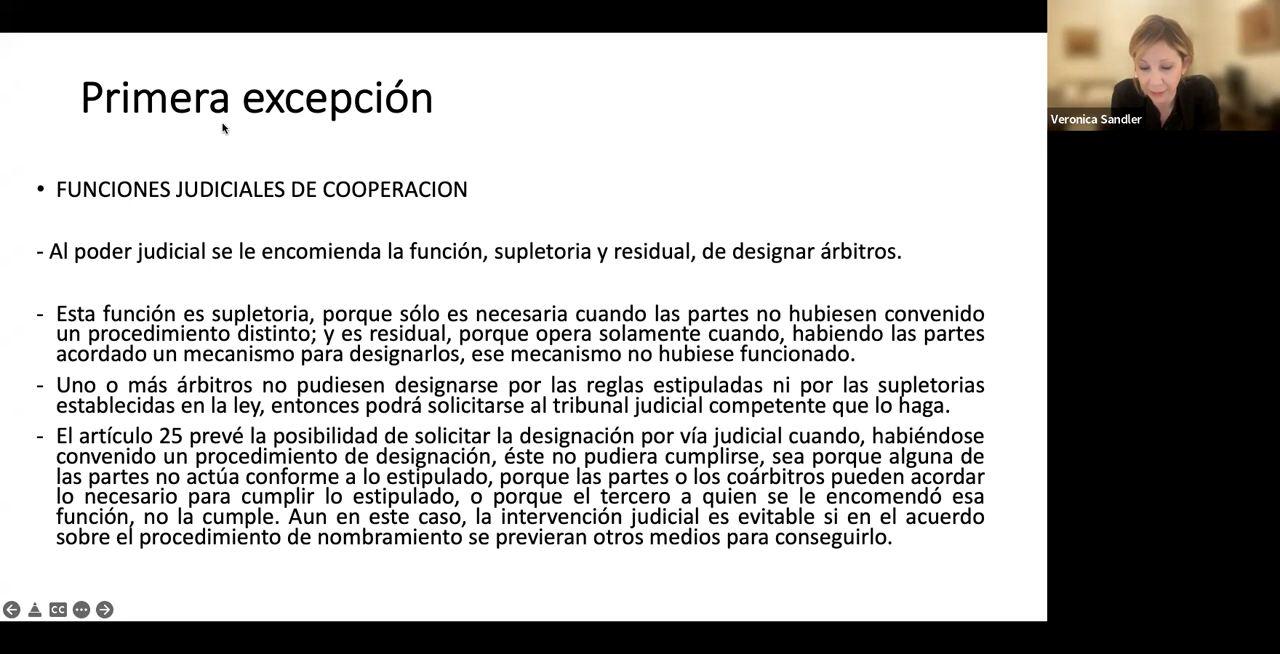 Primera excepción
• FUNCIONES JUDICIALES DE COOPERACION
- Al poder judicial se le encomienda la función, supletoria y residual, de designar árbitros.
- Esta función es supletoria, porque sólo es necesaria cuando las partes no hubiesen convenido
un procedimiento distinto; y es residual, porque opera solamente cuando, habiendo las partes
acordado un mecanismo para designarlos, ese mecanismo no hubiese funcionado.
- Uno o más árbitros no pudiesen designarse por las reglas estipuladas ni por las supletorias
establecidas en la ley, entonces podrá solicitarse al tribunal judicial competente que lo haga.
- El artículo 25 prevé la posibilidad de solicitar la designación por vía judicial cuando, habiéndose
convenido un procedimiento de designación, éste no pudiera cumplirse, sea porque alguna de
las partes no actúa conforme a lo estipulado, porque las partes o los coárbitros pueden acordar
lo necesario para cumplir lo estipulado, o porque el tercero a quien se le encomendó esa
función, no la cumple. Aun en este caso, la intervención judicial es evitable si en el acuerdo
sobre el procedimiento de nombramiento se previeran otros medios para conseguirlo.
CC
Veronica Sandler